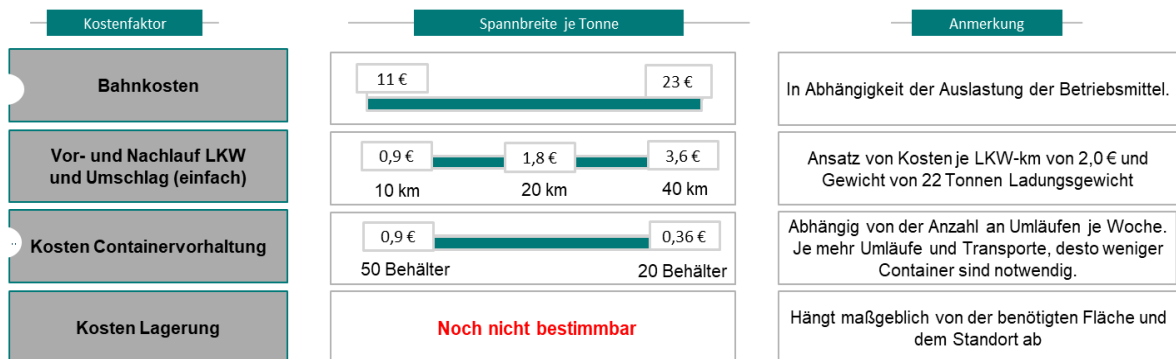 Kostenfaktor
Spannbreite je Tonne
Anmerkung
Bahnkosten
11 €
23 €
In Abhängigkeit der Auslastung der Betriebsmittel.
Vor- und Nachlauf LKW
und Umschlag (einfach)
0,9 €
1,8 €
3,6 €
10 km
20 km
40 km
Ansatz von Kosten je LKW-km von 2,0 € und
Gewicht von 22 Tonnen Ladungsgewicht
Kosten Containervorhaltung
0,9 €
0,36 €
50 Behälter
20 Behälter
Abhängig von der Anzahl an Umläufen je Woche.
Je mehr Umläufe und Transporte, desto weniger
Container sind notwendig.
Kosten Lagerung
Noch nicht bestimmbar
Hängt maßgeblich von der benötigten Fläche und
dem Standort ab